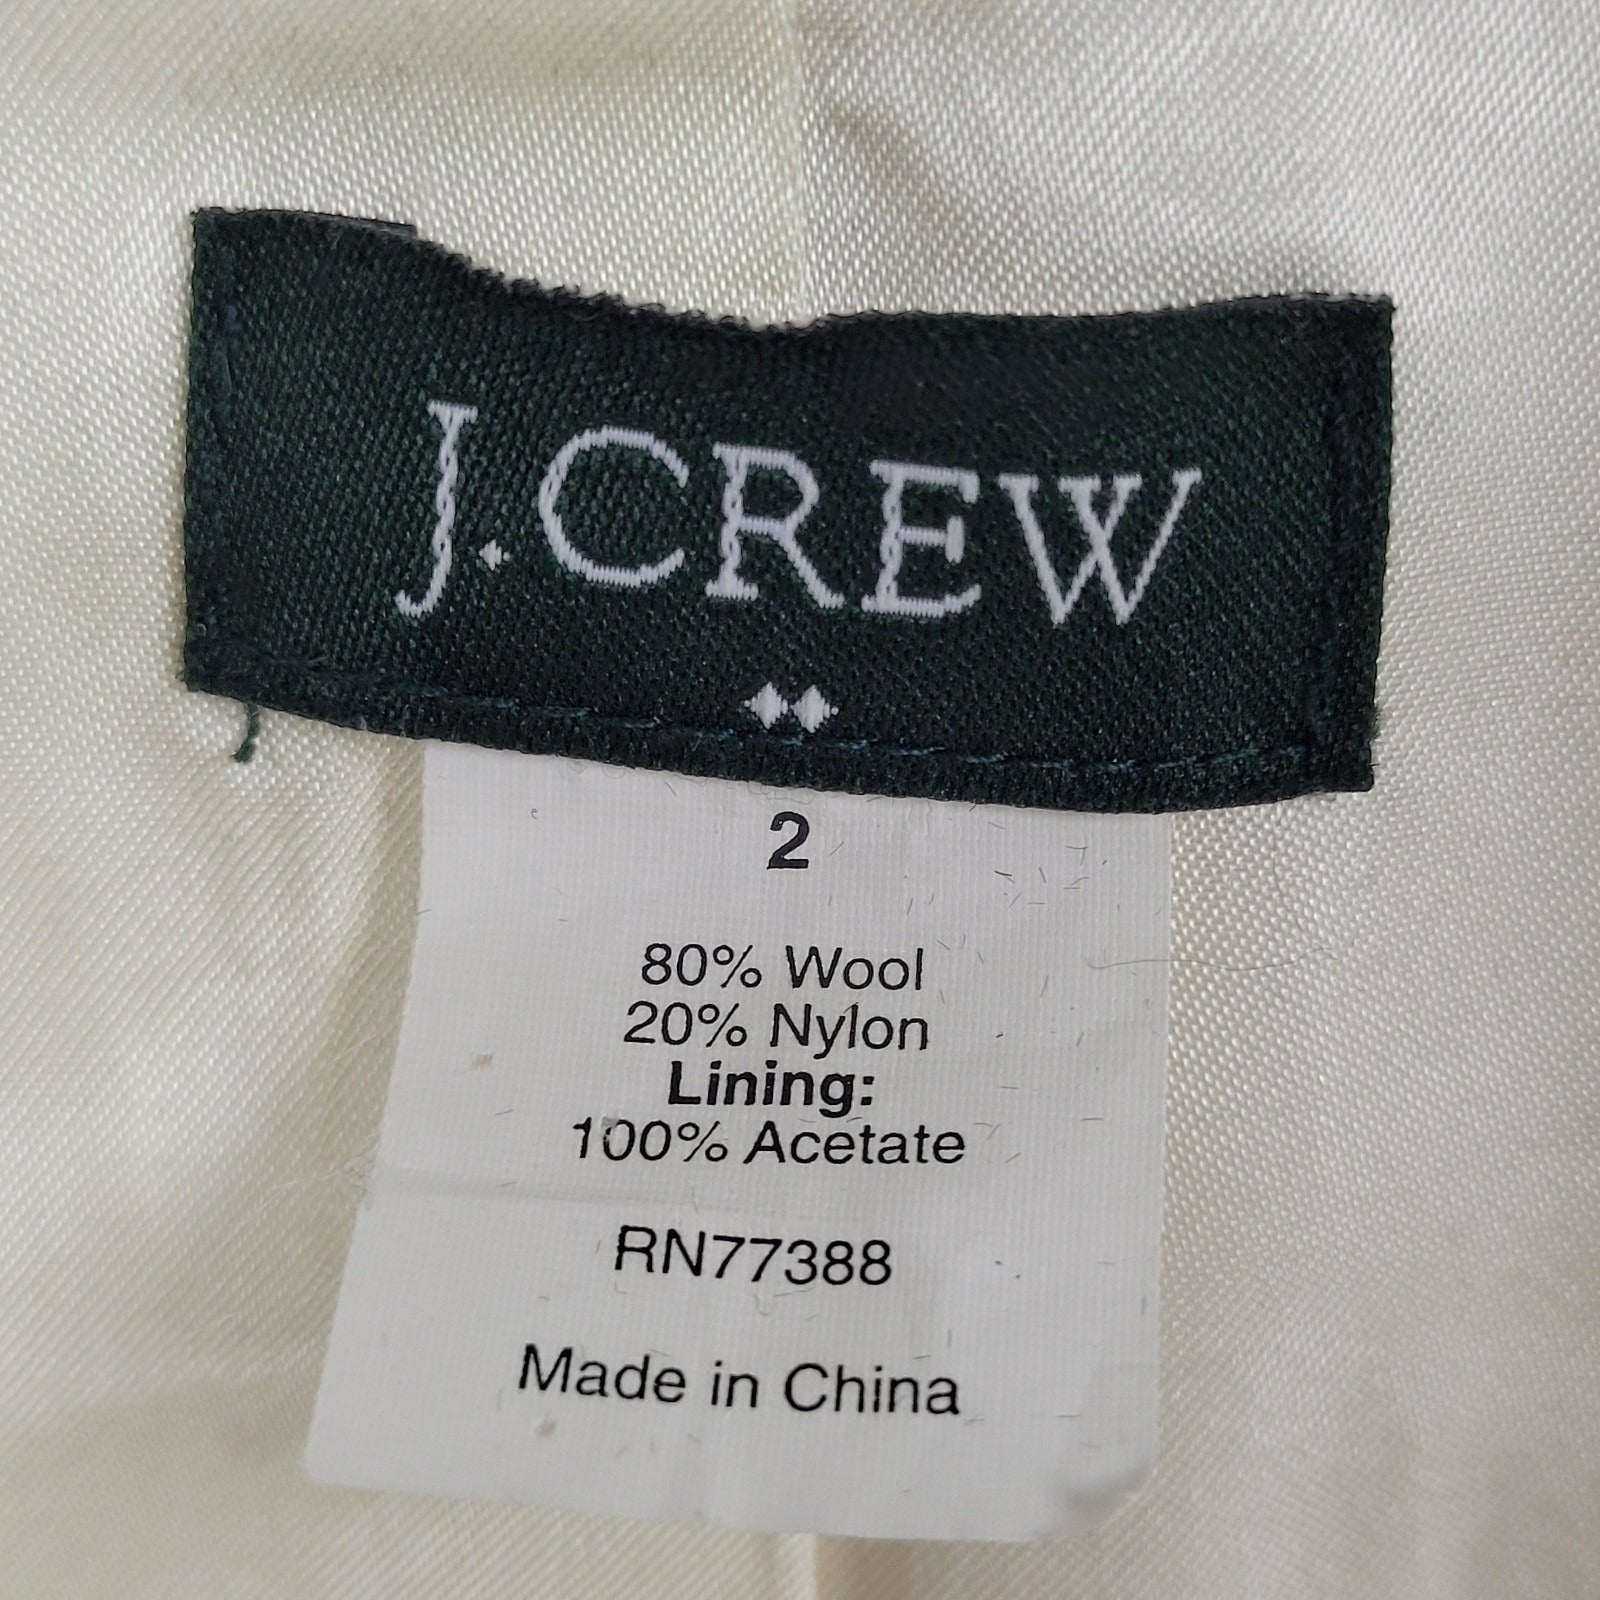 J.CREW
2
80% Wool
20% Nylon
Lining:
100% Acetate
RN77388
Made in China